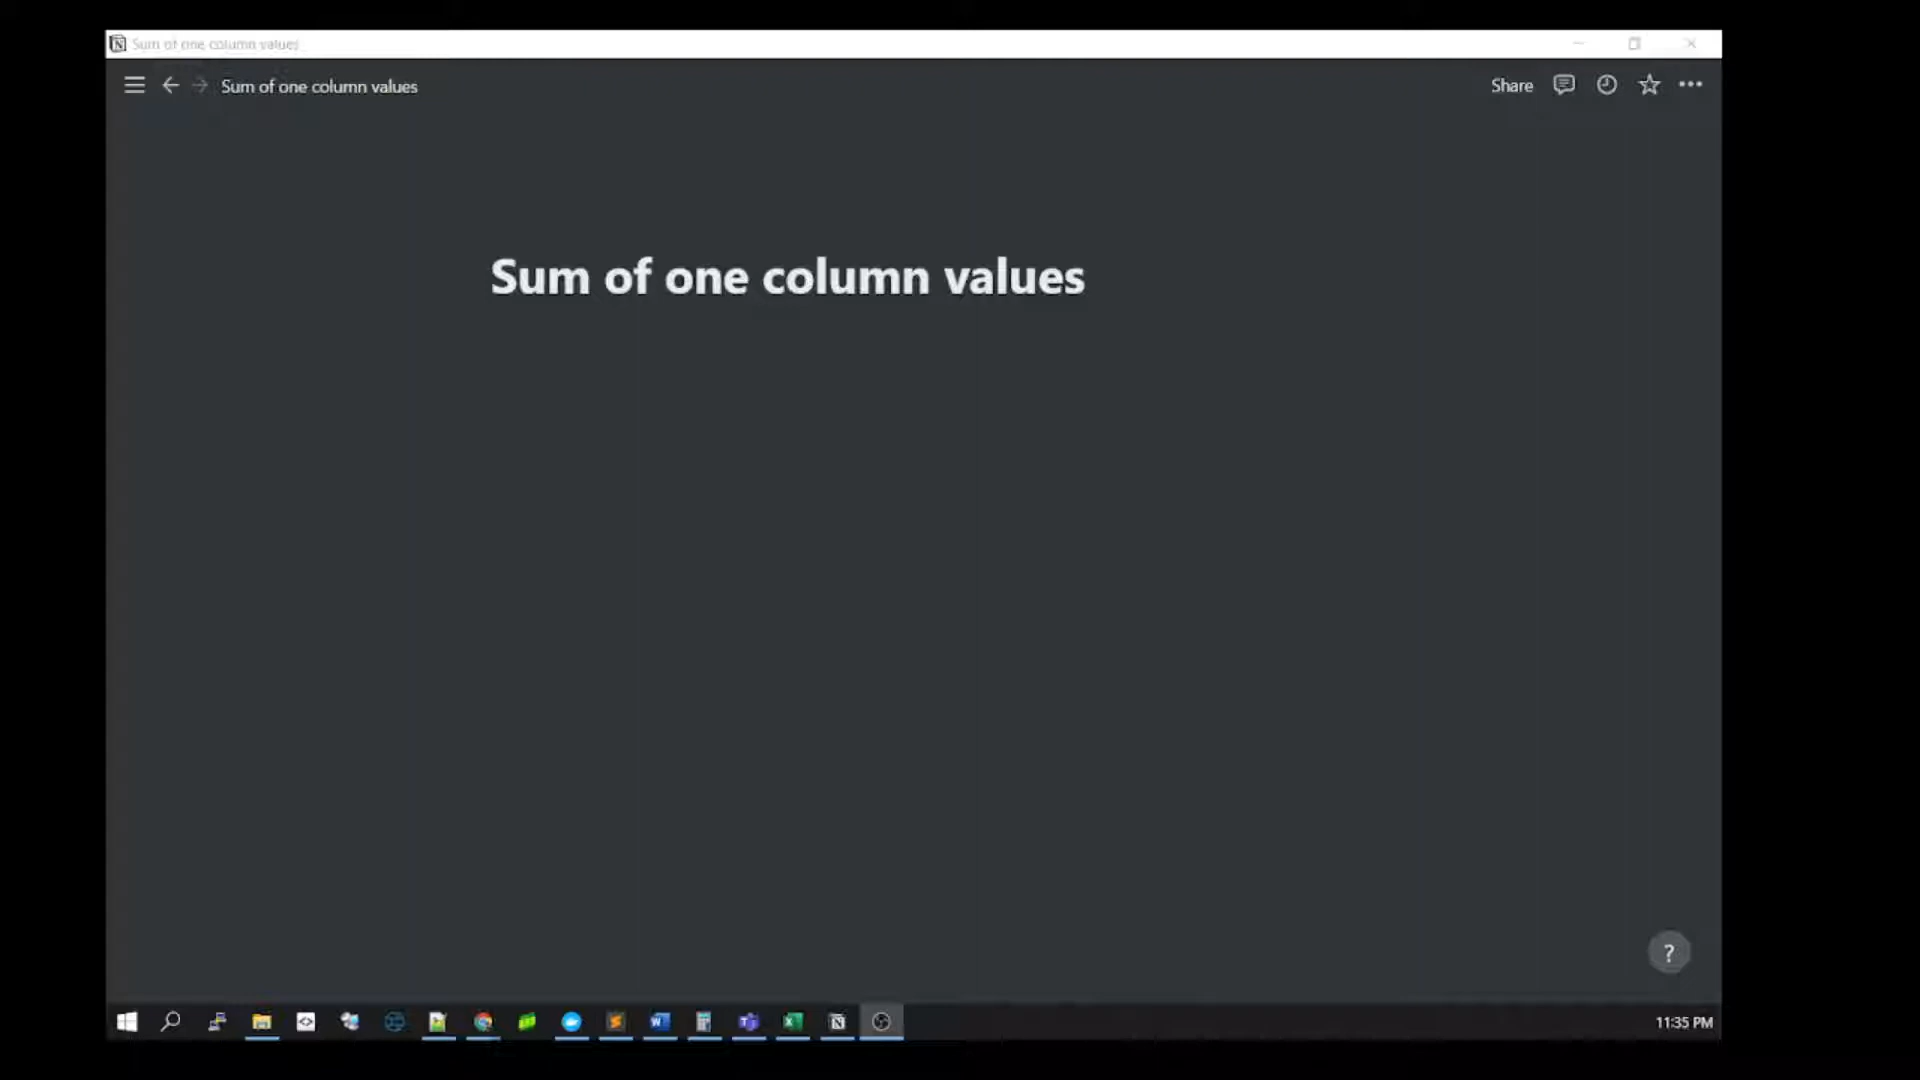 Sum of one column values
Sum of one column values
Share
Sum of one column values
?
11:35 PM